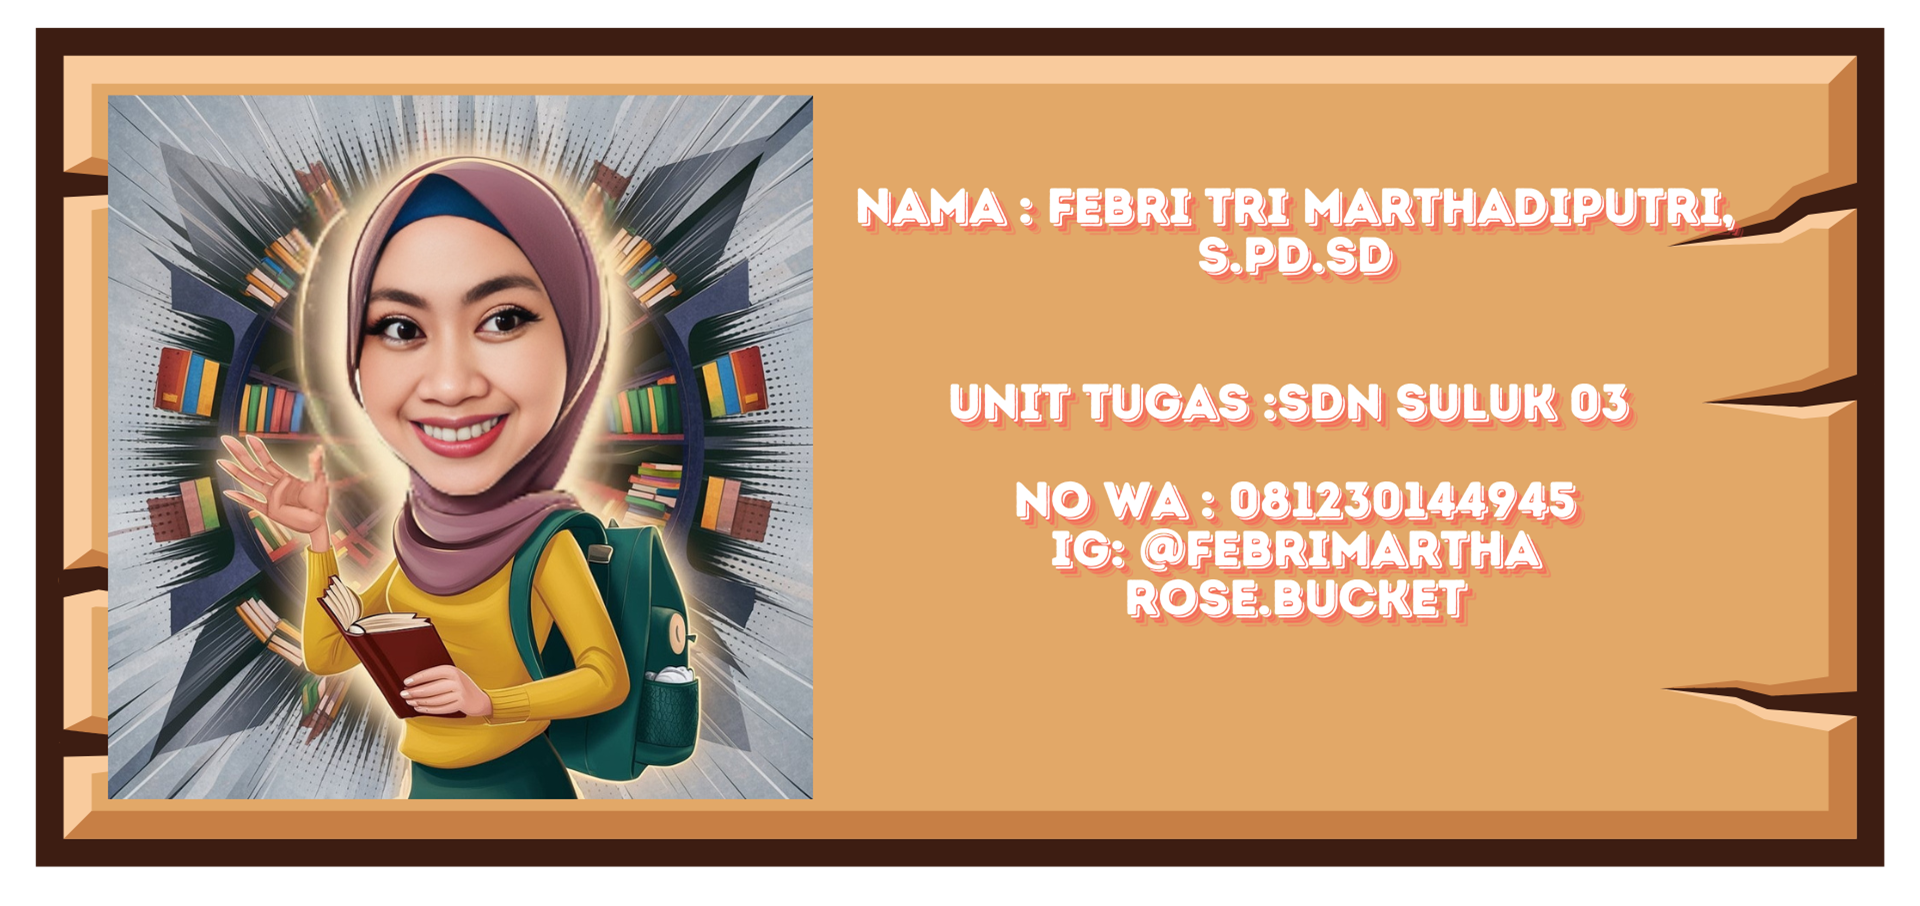 NAMA : FEBRI TRI MARTHADIPUTRI,
S.PD.SD
UNIT TUGAS :SDN SULUK 03
NO WA : 081230144945
IG: @FEBRIMARTHA
ROSE.BUCKET